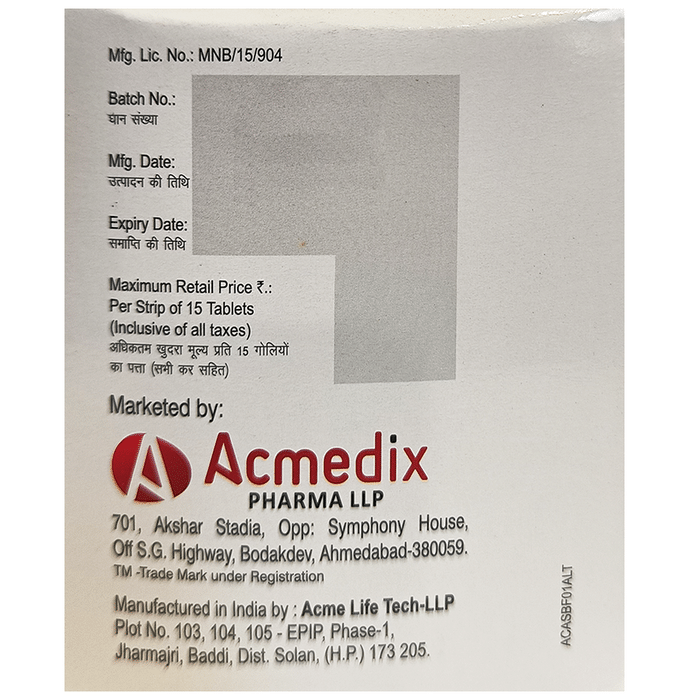 Mfg. Lic. No.: MNB/15/904
Batch No.:
घान संख्या
Mfg. Date:
उत्पादन की तिथि
Expiry Date:
समाप्ति की तिथि
Maximum Retail Price ₹.:
Per Strip of 15 Tablets
(Inclusive of all taxes)
अधिकतम खुदरा मूल्य प्रति 15 गोलियों
का पत्ता (सभी कर सहित)
Marketed by:
Acmedix
PHARMA LLP
701, Akshar Stadia, Opp: Symphony House,
Off S.G. Highway, Bodakdev, Ahmedabad-380059.
TM -Trade Mark under Registration
Manufactured in India by : Acme Life Tech-LLP
Plot No. 103, 104, 105 - EPIP, Phase-1,
Jharmajri, Baddi, Dist. Solan, (H.P.) 173 205.
ACASBF01ALT